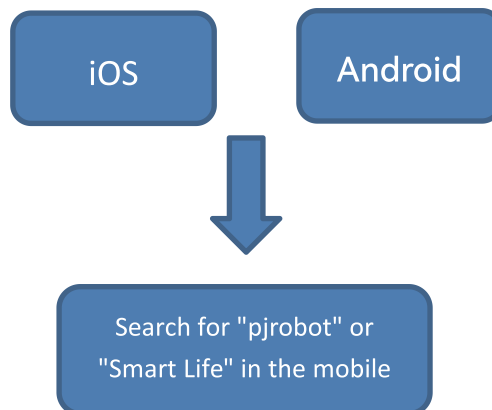 iOS
Android
Search for "pjrobot" or
"Smart Life" in the mobile